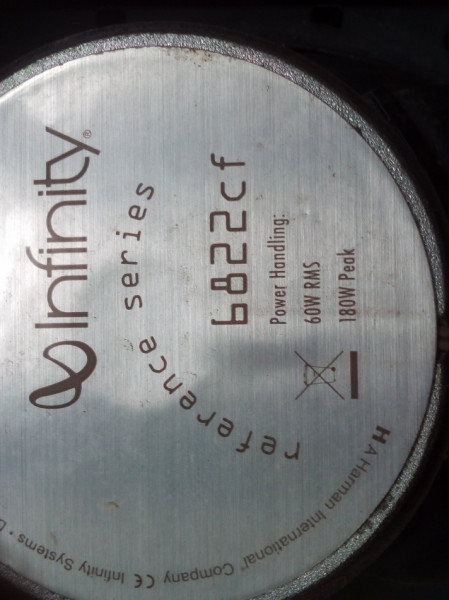 Infinity®
reference series
6822cf
Power Handling:
60W RMS
180W Peak
H A Harman International® Company CE Infinity Systems •